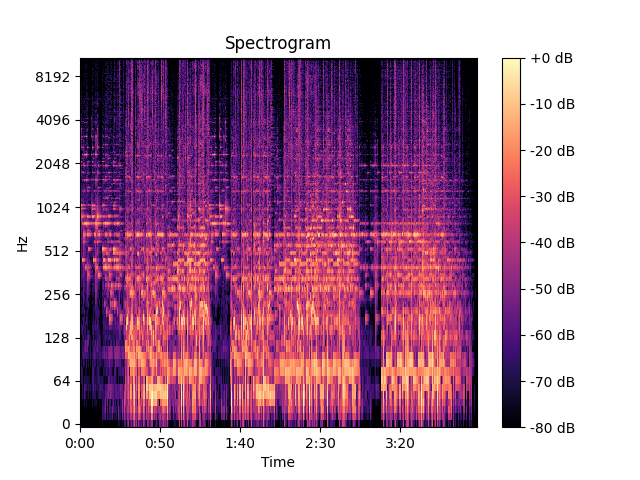 Spectrogram
Hz
8192
4096
2048
1024
512
256
128
64
0
0:00 0:50 1:40 2:30 3:20
Time
+0 dB
-10 dB
-20 dB
-30 dB
-40 dB
-50 dB
-60 dB
-70 dB
-80 dB